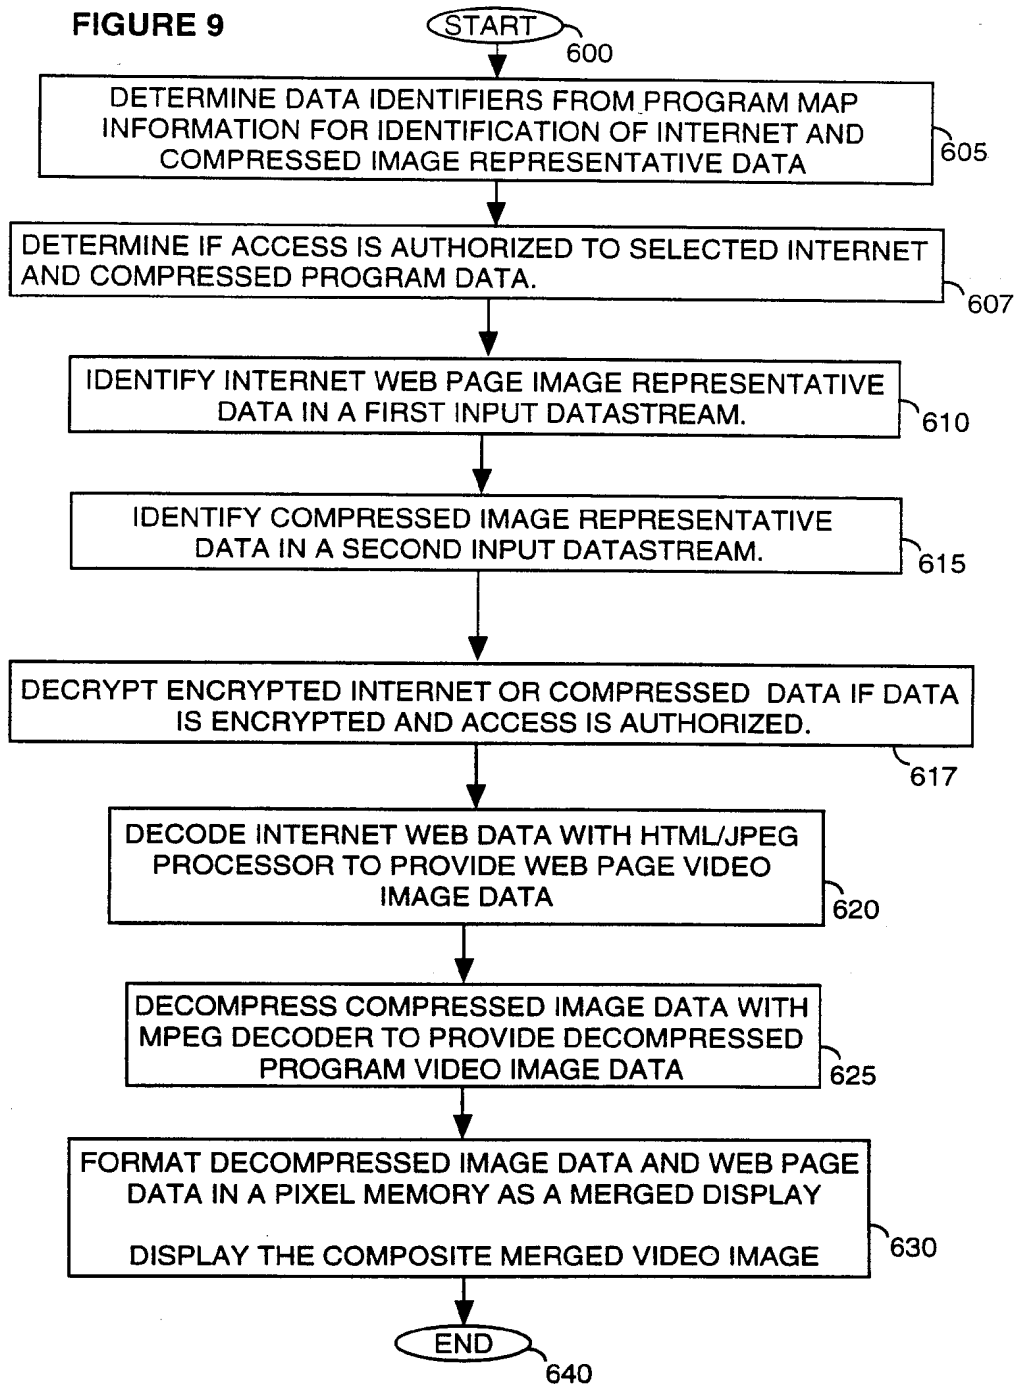 FIGURE 9
START
600
DETERMINE DATA IDENTIFIERS FROM PROGRAM MAP
INFORMATION FOR IDENTIFICATION OF INTERNET AND
COMPRESSED IMAGE REPRESENTATIVE DATA
605
DETERMINE IF ACCESS IS AUTHORIZED TO SELECTED INTERNET
AND COMPRESSED PROGRAM DATA.
607
IDENTIFY INTERNET WEB PAGE IMAGE REPRESENTATIVE
DATA IN A FIRST INPUT DATASTREAM.
610
IDENTIFY COMPRESSED IMAGE REPRESENTATIVE
DATA IN A SECOND INPUT DATASTREAM.
615
DECRYPT ENCRYPTED INTERNET OR COMPRESSED DATA IF DATA
IS ENCRYPTED AND ACCESS IS AUTHORIZED.
617
DECODE INTERNET WEB DATA WITH HTML/JPEG
PROCESSOR TO PROVIDE WEB PAGE VIDEO
IMAGE DATA
620
DECOMPRESS COMPRESSED IMAGE DATA WITH
MPEG DECODER TO PROVIDE DECOMPRESSED
PROGRAM VIDEO IMAGE DATA
625
FORMAT DECOMPRESSED IMAGE DATA AND WEB PAGE
DATA IN A PIXEL MEMORY AS A MERGED DISPLAY
DISPLAY THE COMPOSITE MERGED VIDEO IMAGE
630
END
640